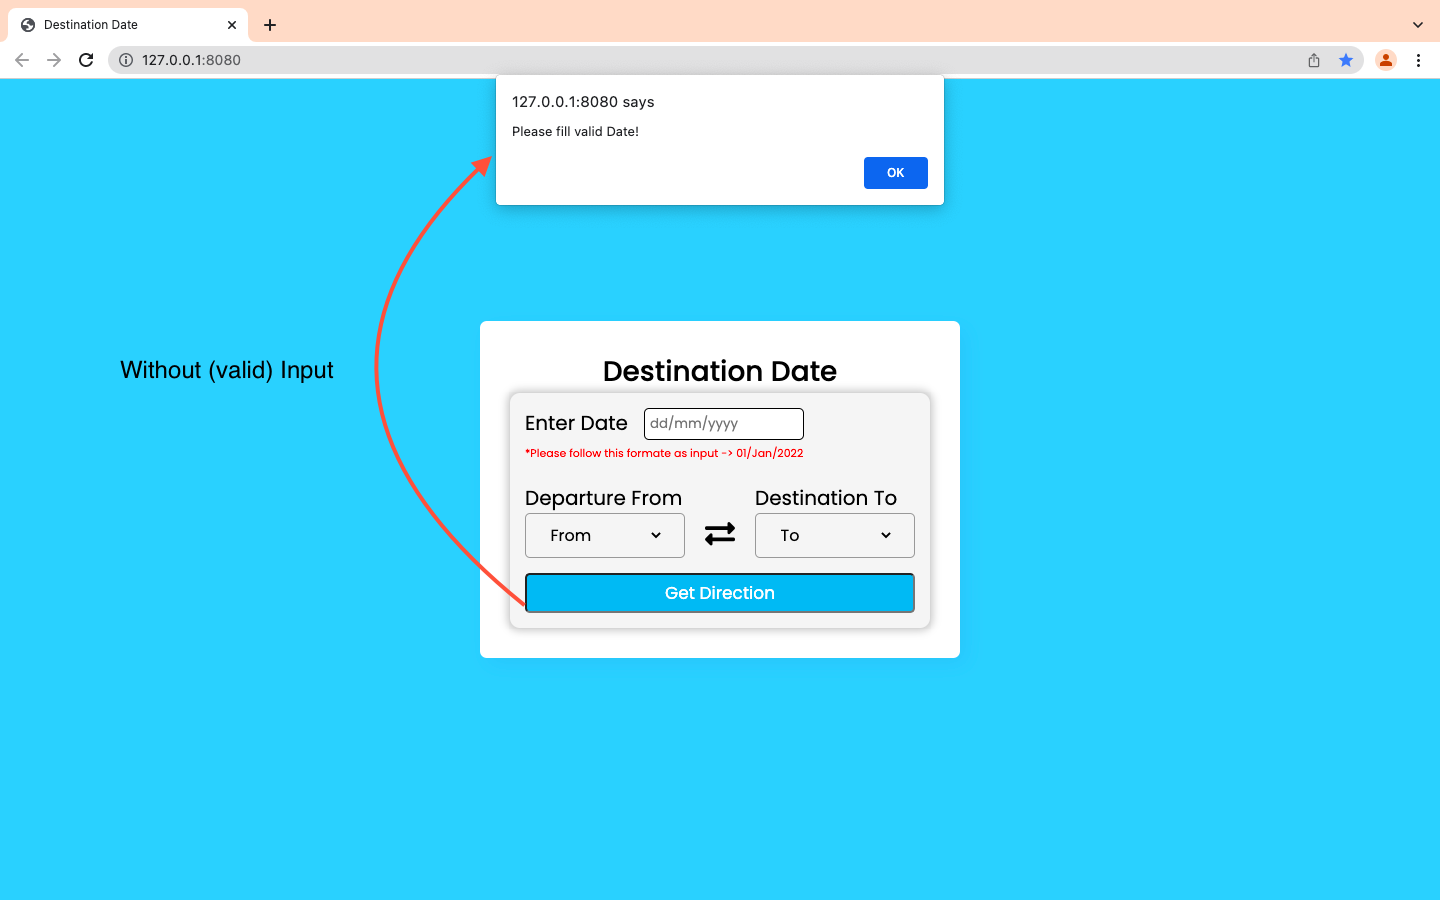 Destination Date
127.0.0.1:8080
127.0.0.1:8080 says
Please fill valid Date!
OK
Without (valid) Input
Destination Date
Enter Date dd/mm/yyyy
*Please follow this formate as input -> 01/Jan/2022
Departure From Destination To
From To
Get Direction